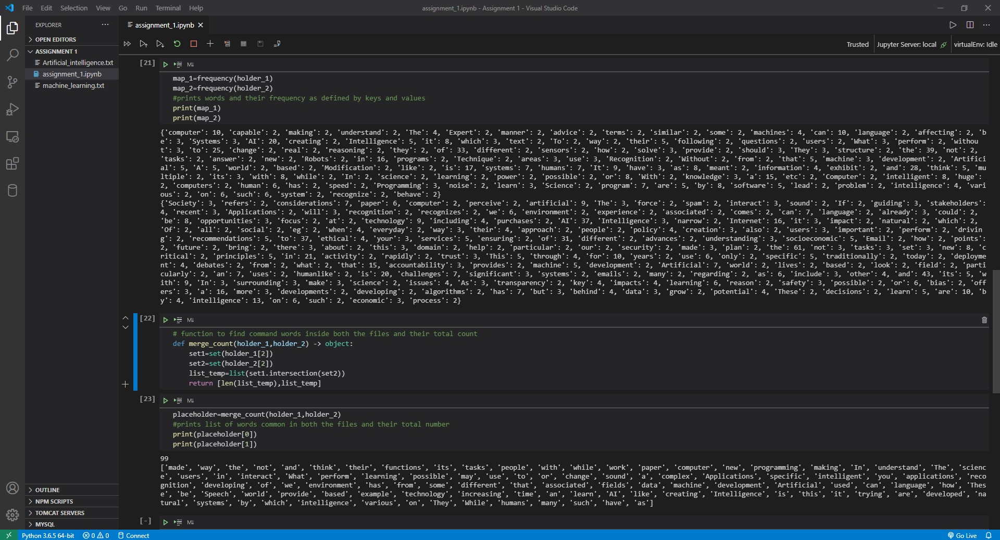 File Edit Selection View Go Run Terminal Help
assignment_1.ipynb - Assignment 1 - Visual Studio Code
EXPLORER
OPEN EDITORS
ASSIGNMENT 1
Artificial_intelligence.txt
assignment_1.ipynb
machine_learning.txt
OUTLINE
NPM SCRIPTS
TOMCAT SERVERS
MYSQL
assignment_1.ipynb
Trusted Jupyter Server: local virtualEnv: Idle
[21]
M↓
map_1=frequency(holder_1)
map_2=frequency(holder_2)
#prints words and their frequency as defined by keys and values
print(map_1)
print(map_2)
{'computer': 10, 'capable': 2, 'making': 2, 'understand': 2, 'The': 4, 'Expert': 2, 'manner': 2, 'advice': 2, 'terms': 2, 'similar': 2, 'some': 2, 'machines': 4, 'can': 10, 'language': 2, 'affecting': 2, 'b
e': 3, 'Systems': 3, 'AI': 20, 'creating': 2, 'Intelligence': 5, 'it': 8, 'which': 3, 'text': 2, 'To': 2, 'way': 2, 'their': 5, 'following': 2, 'questions': 2, 'users': 2, 'What': 3, 'perform': 2, 'withou
t': 3, 'to': 25, 'change': 2, 'real': 2, 'reasoning': 2, 'they': 2, 'of': 33, 'different': 2, 'sensors': 2, 'how': 2, 'solve': 3, 'provide': 2, 'should': 3, 'They': 3, 'structure': 2, 'the': 39, 'not': 2,
'tasks': 2, 'answer': 2, 'new': 2, 'Robots': 2, 'in': 16, 'programs': 2, 'Technique': 2, 'areas': 3, 'use': 3, 'Recognition': 2, 'Without': 2, 'from': 2, 'that': 5, 'machine': 3, 'development': 2, 'Artifici
al': 5, 'A': 5, 'world': 2, 'based': 2, 'Modification': 2, 'like': 2, 'is': 17, 'systems': 7, 'humans': 7, 'It': 9, 'have': 3, 'as': 8, 'meant': 2, 'information': 4, 'exhibit': 2, 'and': 28, 'think': 5, 'mu
ltiple': 2, 'its': 3, 'with': 8, 'while': 2, 'In': 2, 'science': 2, 'learning': 2, 'power': 2, 'possible': 2, 'or': 8, 'With': 2, 'knowledge': 3, 'a': 15, 'etc': 2, 'Computer': 2, 'intelligent': 8, 'huge':
2, 'computers': 2, 'human': 6, 'has': 2, 'speed': 2, 'Programming': 3, 'noise': 2, 'learn': 3, 'Science': 2, 'program': 7, 'are': 5, 'by': 8, 'software': 5, 'lead': 2, 'problem': 2, 'intelligence': 4, 'vari
ous': 2, 'on': 6, 'such': 6, 'system': 2, 'recognize': 2, 'behave': 2}
{'Society': 3, 'refers': 2, 'considerations': 7, 'paper': 6, 'computer': 2, 'perceive': 2, 'artificial': 9, 'The': 3, 'force': 2, 'spam': 2, 'interact': 3, 'sound': 2, 'If': 2, 'guiding': 3, 'stakeholders':
4, 'recent': 3, 'Applications': 2, 'will': 3, 'recognition': 2, 'recognizes': 2, 'we': 6, 'environment': 2, 'experience': 2, 'associated': 2, 'comes': 2, 'can': 7, 'language': 2, 'already': 3, 'could': 2,
'be': 8, 'opportunities': 3, 'focus': 2, 'at': 2, 'technology': 9, 'including': 4, 'purchases': 2, 'AI': 37, 'Intelligence': 3, 'narrow': 2, 'Internet': 16, 'it': 3, 'impact': 2, 'natural': 2, 'which': 2,
'Of': 2, 'all': 2, 'social': 2, 'eg': 2, 'when': 4, 'everyday': 2, 'way': 3, 'their': 4, 'approach': 2, 'people': 2, 'policy': 4, 'creation': 3, 'also': 2, 'users': 3, 'important': 2, 'perform': 2, 'drivin
g': 2, 'recommendations': 5, 'to': 37, 'ethical': 4, 'your': 3, 'services': 5, 'ensuring': 2, 'of': 31, 'different': 2, 'advances': 2, 'understanding': 3, 'socioeconomic': 5, 'Email': 2, 'how': 2, 'points':
2, 'future': 2, 'bring': 2, 'there': 3, 'about': 2, 'this': 3, 'domain': 2, 'help': 2, 'particular': 2, 'our': 2, 'security': 2, 'made': 3, 'plan': 2, 'the': 61, 'not': 3, 'tasks': 3, 'set': 3, 'new': 8, 'c
ritical': 2, 'principles': 5, 'in': 21, 'activity': 2, 'rapidly': 2, 'trust': 3, 'This': 5, 'through': 4, 'for': 10, 'years': 2, 'use': 6, 'only': 2, 'specific': 5, 'traditionally': 2, 'today': 2, 'deployme
nt': 4, 'debates': 2, 'from': 2, 'what': 2, 'that': 15, 'accountability': 3, 'provides': 2, 'machine': 5, 'development': 2, 'Artificial': 7, 'world': 2, 'lives': 2, 'based': 2, 'look': 2, 'field': 2, 'parti
cularly': 2, 'an': 7, 'uses': 2, 'humanlike': 2, 'is': 20, 'challenges': 7, 'significant': 3, 'systems': 2, 'emails': 2, 'many': 2, 'regarding': 2, 'as': 6, 'include': 3, 'other': 4, 'and': 43, 'its': 5, 'w
ith': 9, 'In': 3, 'surrounding': 3, 'make': 3, 'science': 2, 'issues': 4, 'As': 3, 'transparency': 2, 'key': 4, 'impacts': 4, 'learning': 6, 'reason': 2, 'safety': 3, 'possible': 2, 'or': 6, 'bias': 2, 'off
ers': 3, 'a': 16, 'more': 3, 'developments': 2, 'developing': 2, 'algorithms': 2, 'has': 7, 'but': 3, 'behind': 4, 'data': 3, 'grow': 2, 'potential': 4, 'These': 2, 'decisions': 2, 'learn': 5, 'are': 10, 'b
y': 4, 'intelligence': 13, 'on': 6, 'such': 2, 'economic': 3, 'process': 2}
[22]
M↓
# function to find command words inside both the files and their total count
def merge_count(holder_1,holder_2) -> object:
set1=set(holder_1[2])
set2=set(holder_2[2])
list_temp=list(set1.intersection(set2))
return [len(list_temp),list_temp]
[23]
M↓
placeholder=merge_count(holder_1,holder_2)
#prints list of words common in both the files and their total number
print(placeholder[0])
print(placeholder[1])
99
['made', 'way', 'the', 'not', 'and', 'think', 'their', 'functions', 'its', 'tasks', 'people', 'with', 'while', 'work', 'paper', 'computer', 'new', 'programming', 'making', 'In', 'understand', 'The', 'scienc
e', 'users', 'in', 'interact', 'What', 'perform', 'learning', 'possible', 'may', 'use', 'to', 'or', 'change', 'sound', 'a', 'complex', 'Applications', 'specific', 'intelligent', 'you', 'applications', 'reco
gnition', 'developing', 'of', 'we', 'environment', 'has', 'from', 'some', 'different', 'that', 'associated', 'fields', 'data', 'machine', 'development', 'Artificial', 'used', 'can', 'language', 'how', 'Thes
e', 'be', 'Speech', 'world', 'provide', 'based', 'example', 'technology', 'increasing', 'time', 'an', 'learn', 'AI', 'like', 'creating', 'Intelligence', 'is', 'this', 'it', 'trying', 'are', 'developed', 'na
tural', 'systems', 'by', 'which', 'intelligence', 'various', 'on', 'They', 'While', 'humans', 'many', 'such', 'have', 'as']
[-]
M↓
Python 3.6.5 64-bit 0 0 Connect Go Live